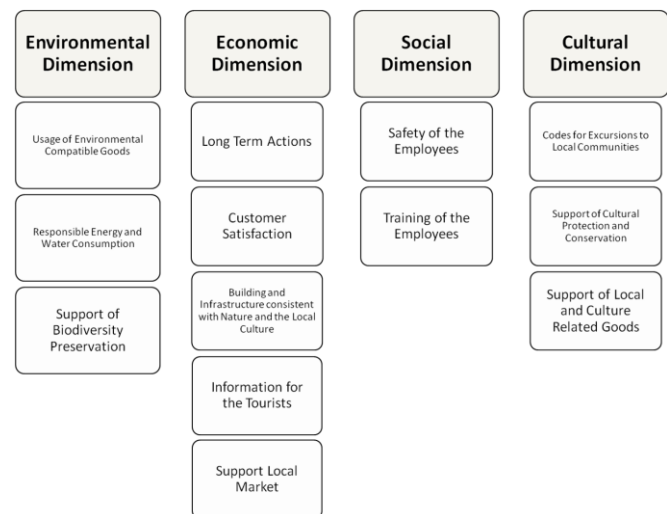 Environmental
Dimension
Usage of Environmental
Compatible Goods
Responsible Energy and
Water Consumption
Support of
Biodiversity
Preservation
Economic
Dimension
Long Term Actions
Customer
Satisfaction
Building and
Infrastructure consistent
with Nature and the Local
Culture
Information for
the Tourists
Support Local
Market
Social
Dimension
Safety of the
Employees
Training of the
Employees
Cultural
Dimension
Codes for Excursions to
Local Communities
Support of Cultural
Protection and
Conservation
Support of Local
and Culture
Related Goods